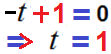 -t + 1 = 0
⇒ t = 1